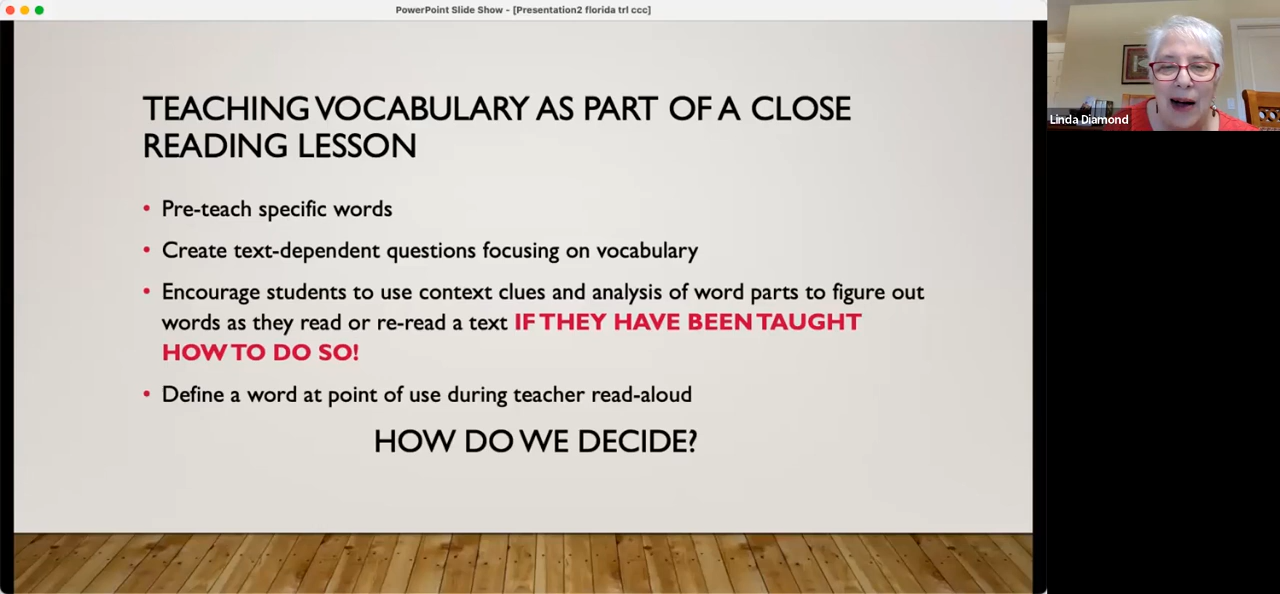 PowerPoint Slide Show - [Presentation2 florida trl ccc]
TEACHING VOCABULARY AS PART OF A CLOSE
READING LESSON
• Pre-teach specific words
• Create text-dependent questions focusing on vocabulary
• Encourage students to use context clues and analysis of word parts to figure out
words as they read or re-read a text IF THEY HAVE BEEN TAUGHT
HOW TO DO SO!
• Define a word at point of use during teacher read-aloud
HOW DO WE DECIDE?
Linda Diamond